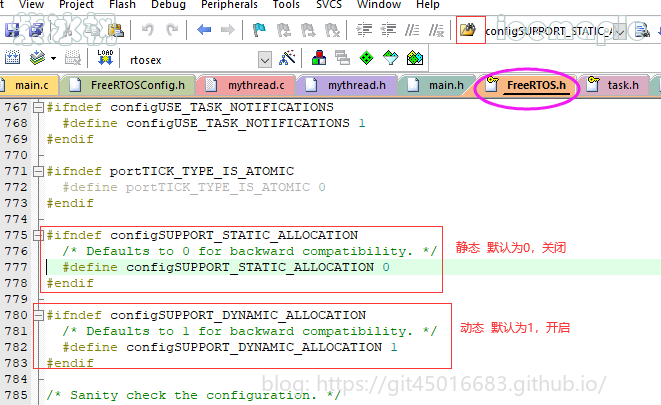 t Debug Peripherals Tools SVCS Window Help
configSUPPORT_STATIC_A
LOAD
rtosex
main.c FreeRTOSConfig.h mythread.c mythread.h main.h FreeRTOS.h task.h
767 #ifndef configUSE_TASK_NOTIFICATIONS
768 #define configUSE_TASK_NOTIFICATIONS 1
769 #endif
770
771 #ifndef portTICK_TYPE_IS_ATOMIC
772 #define portTICK_TYPE_IS_ATOMIC 0
773 #endif
774
775 #ifndef configSUPPORT_STATIC_ALLOCATION
776 /* Defaults to 0 for backward compatibility. */
777 #define configSUPPORT_STATIC_ALLOCATION 0
778 #endif
静态 默认为0，关闭
779
780 #ifndef configSUPPORT_DYNAMIC_ALLOCATION
781 /* Defaults to 1 for backward compatibility. */
782 #define configSUPPORT_DYNAMIC_ALLOCATION 1
783 #endif
动态 默认为1，开启
784
785 /* Sanity check the configuration. */
blog: https://git45016683.github.io/